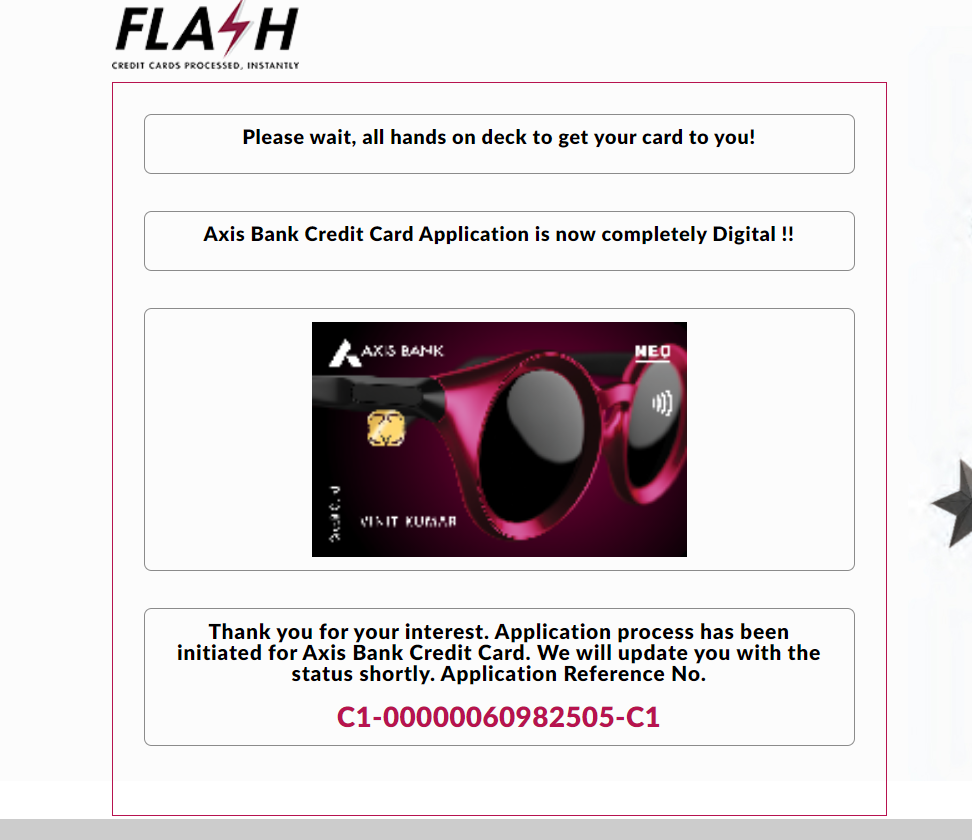 FLASH
CREDIT CARDS PROCESSED, INSTANTLY
Please wait, all hands on deck to get your card to you!
Axis Bank Credit Card Application is now completely Digital !!
AXIS BANK
NEO
VINIT KUMAR
Thank you for your interest. Application process has been
initiated for Axis Bank Credit Card. We will update you with the
status shortly. Application Reference No.
C1-00000060982505-C1